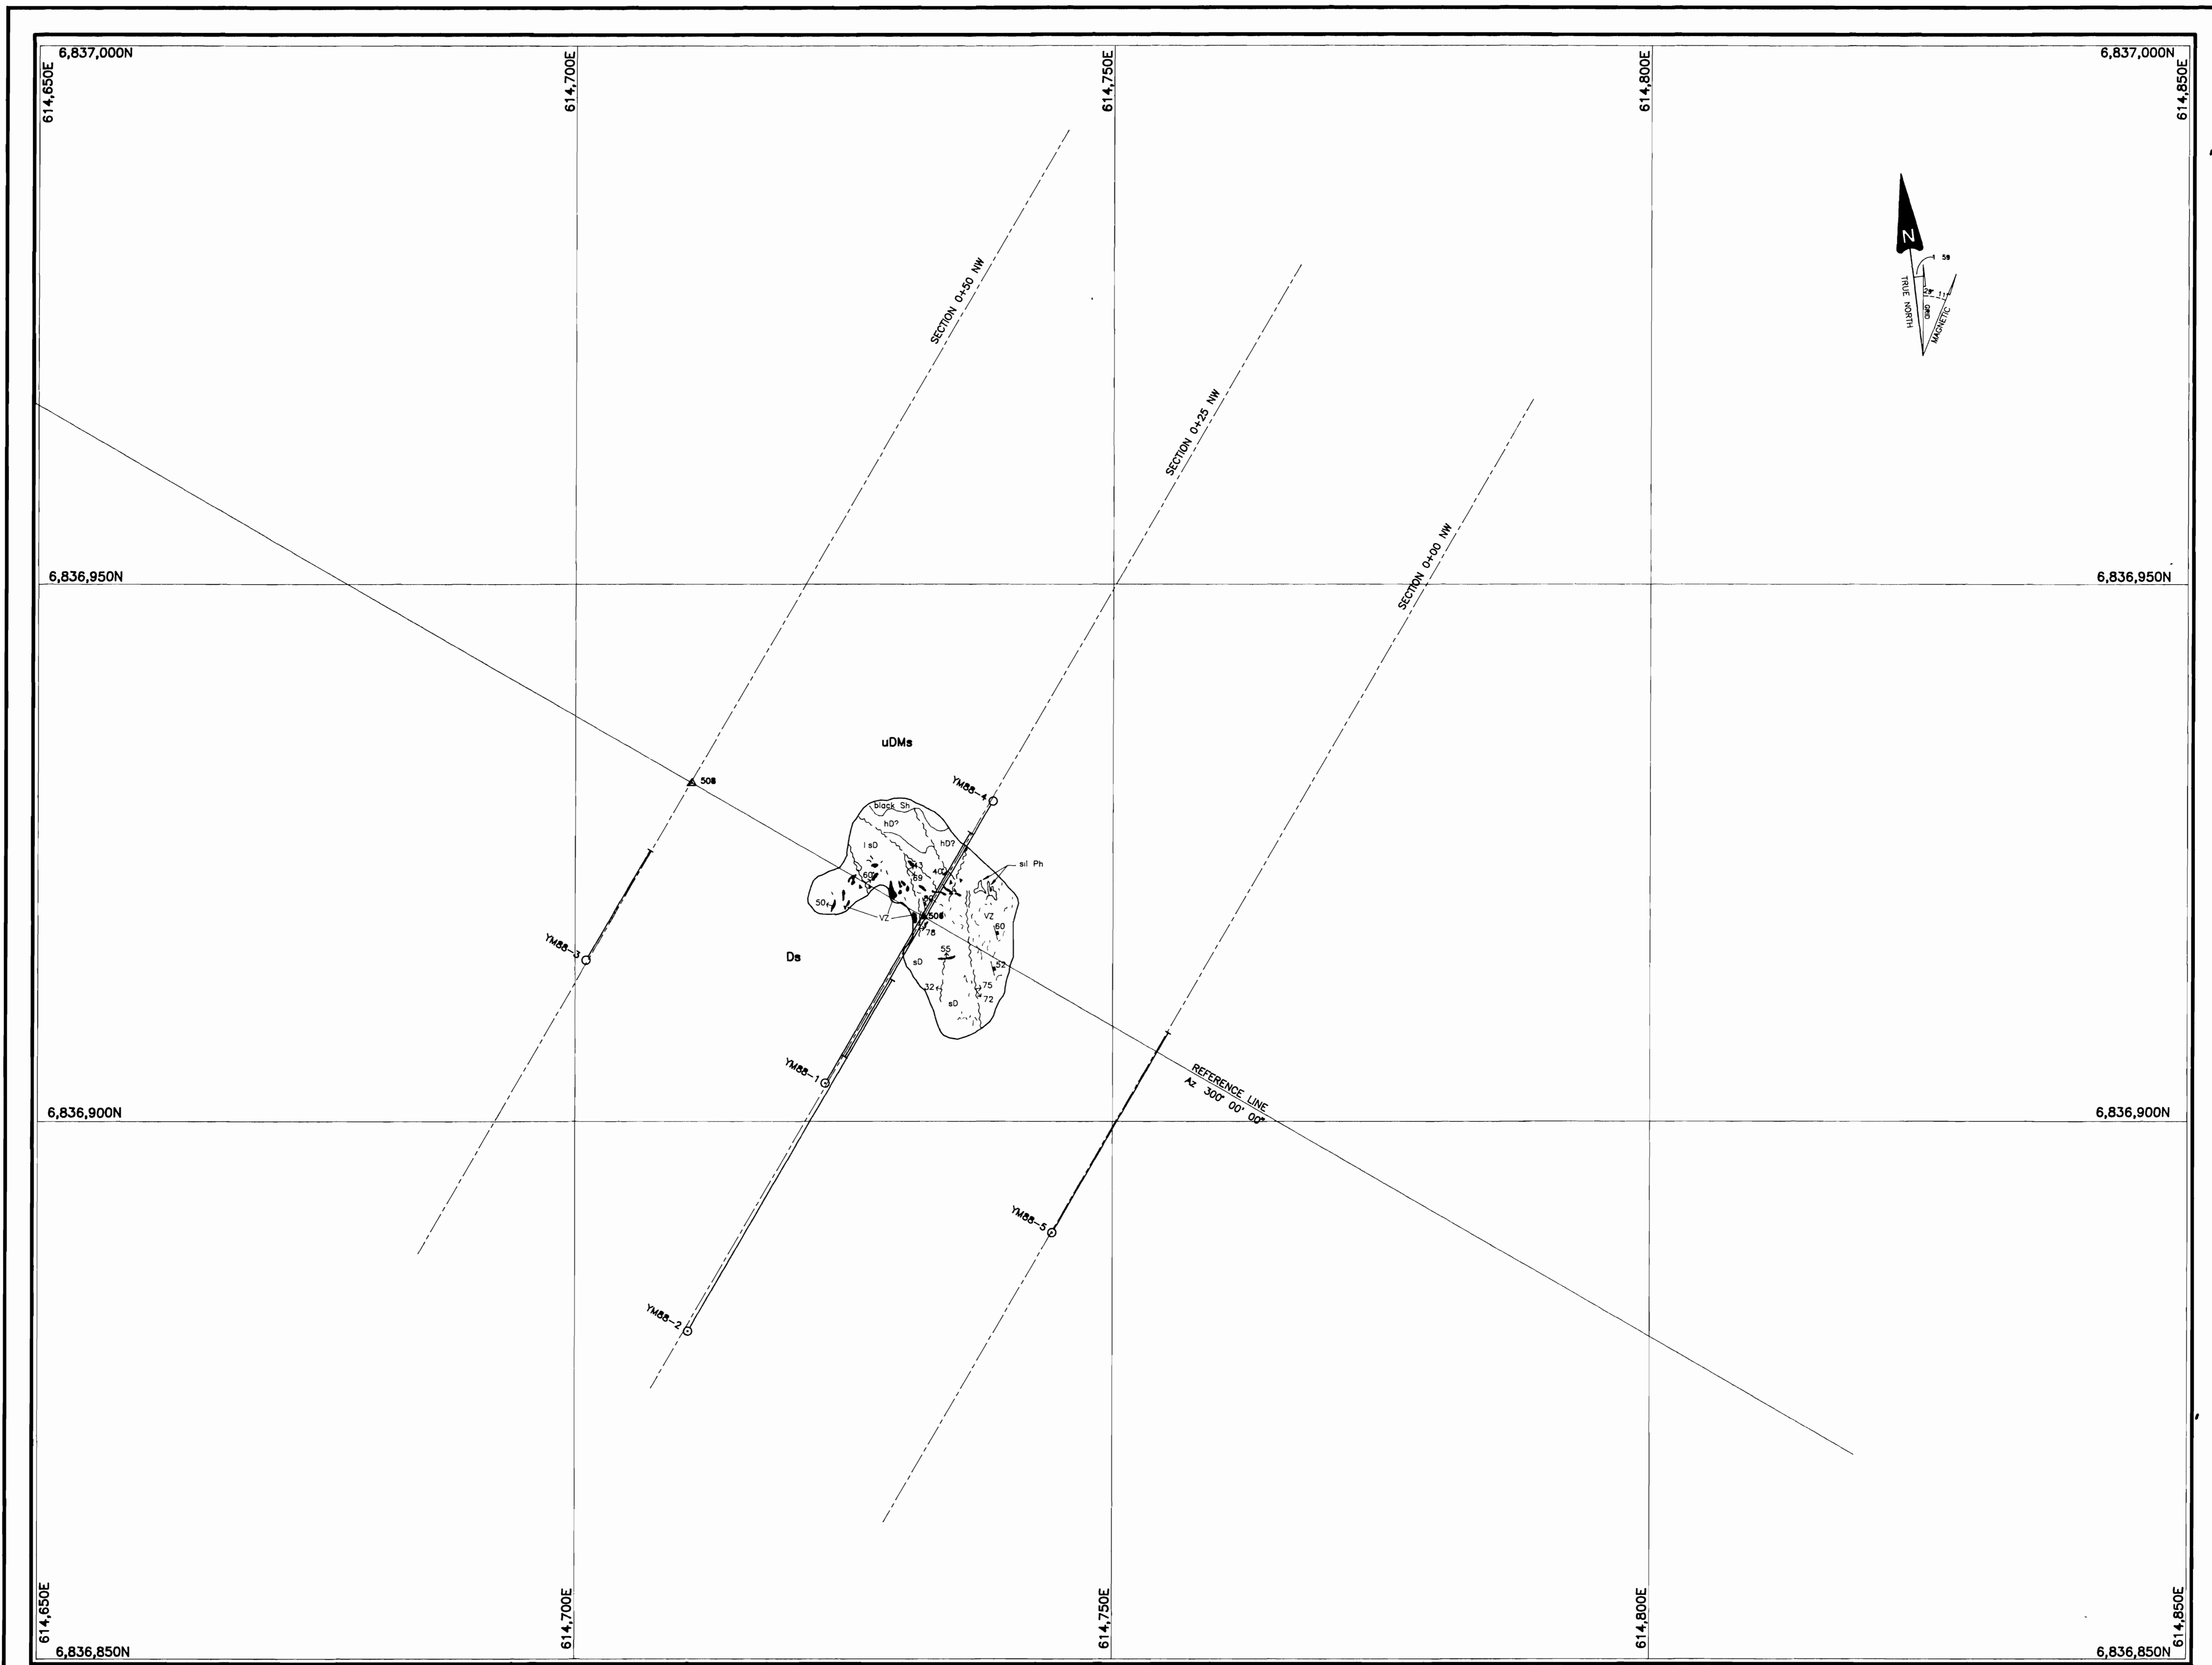 6,837,000N
6,837,000N
614,650E
614,700E
614,750E
614,800E
614,850E
N
TRUE NORTH
GRID
MAGNETIC
SECTION 0+50 NW
SECTION 0+25 NW
SECTION 0+00 NW
6,836,950N
6,836,950N
uDMs
YM88-4
black Sh
hD?
hD?
l sD
sil Ph
43
69
40
60
50
VZ
VZ
60
78
55
sD
52
32
75
72
sD
YM88-3
Ds
YM88-1
REFERENCE LINE
Az 300° 00' 00"
6,836,900N
6,836,900N
YM88-5
YM88-2
614,650E
614,700E
614,750E
614,800E
614,850E
6,836,850N
6,836,850N